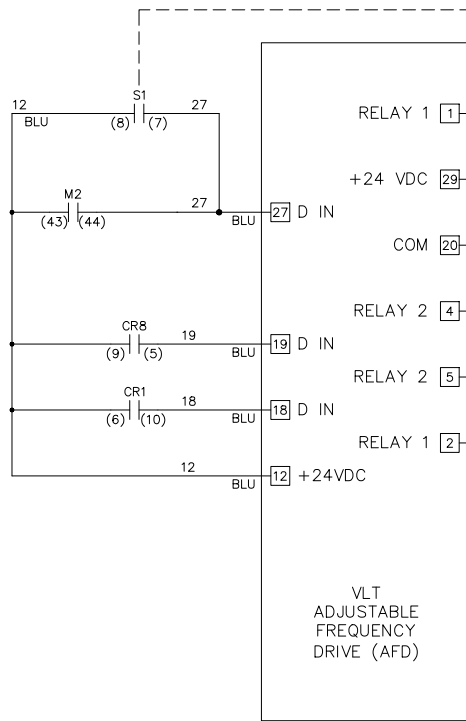 S1
12 27
BLU (8) (7)
RELAY 1 1
+24 VDC 29
M2
27
(43) (44)
BLU 27 D IN
COM 20
RELAY 2 4
CR8
19
(9) (5)
BLU 19 D IN
RELAY 2 5
CR1
18
(6) (10)
BLU 18 D IN
RELAY 1 2
12
BLU 12 +24VDC
VLT
ADJUSTABLE
FREQUENCY
DRIVE (AFD)